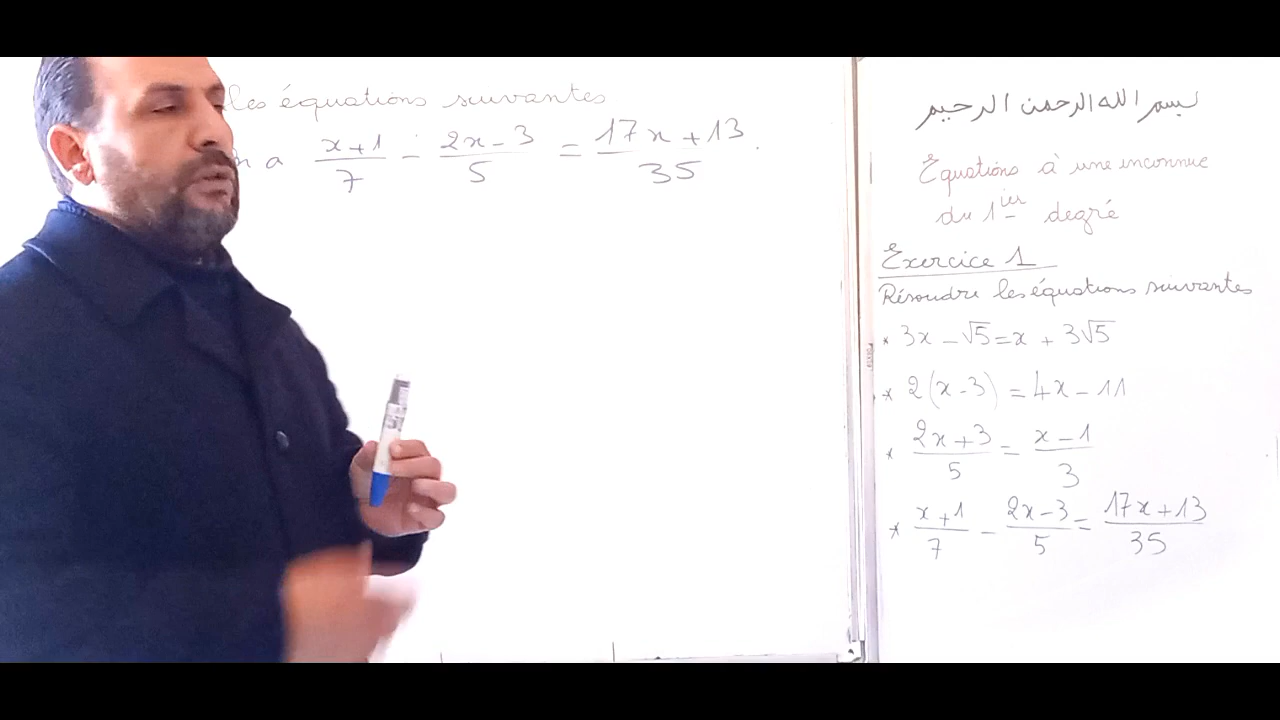 les équations suivantes
a x+1/7 - 2x-3/5 = 17x+13/35.
بسم الله الرحمن الرحيم
Equations à une inconnue
du 1ier degré
Exercice 1
Résoudre les équations suivantes
* 3x - √5 = x + 3√5
* 2(x-3) = 4x - 11
* 2x+3/5 = x-1/3
* x+1/7 - 2x-3/5 = 17x+13/35